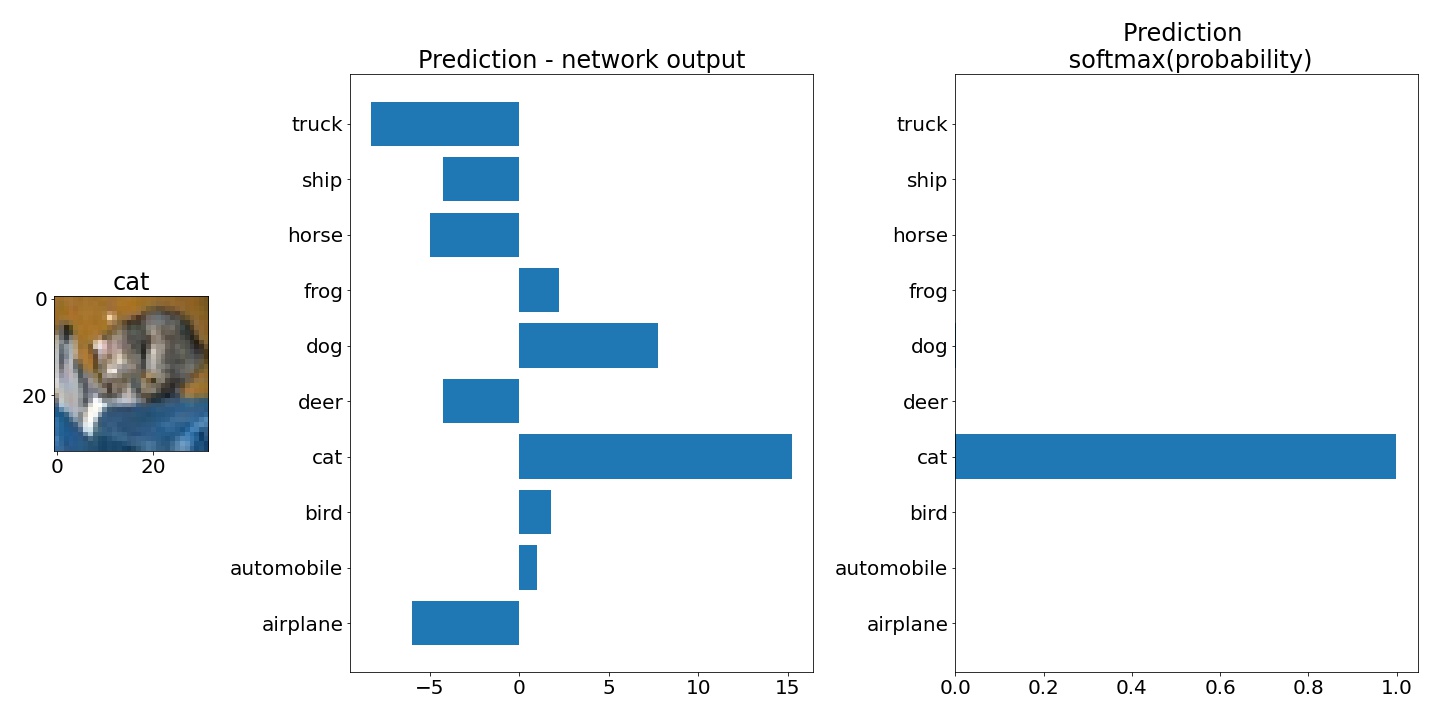 cat
0
20
0 20
Prediction - network output
truck
ship
horse
frog
dog
deer
cat
bird
automobile
airplane
−5 0 5 10 15
Prediction
softmax(probability)
truck
ship
horse
frog
dog
deer
cat
bird
automobile
airplane
0.0 0.2 0.4 0.6 0.8 1.0